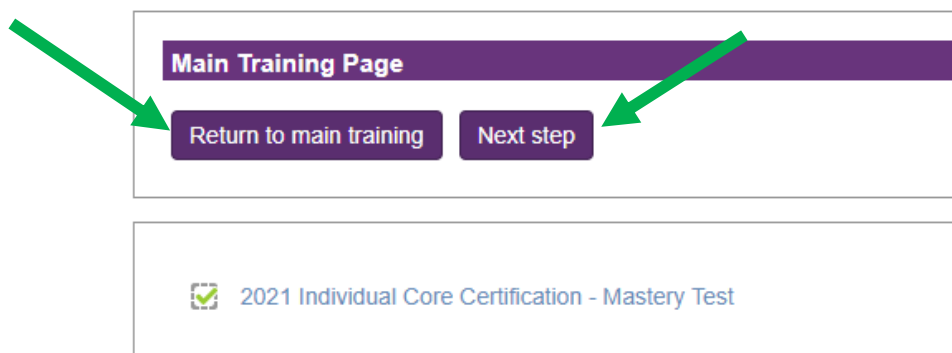 Main Training Page
Return to main training Next step
2021 Individual Core Certification - Mastery Test